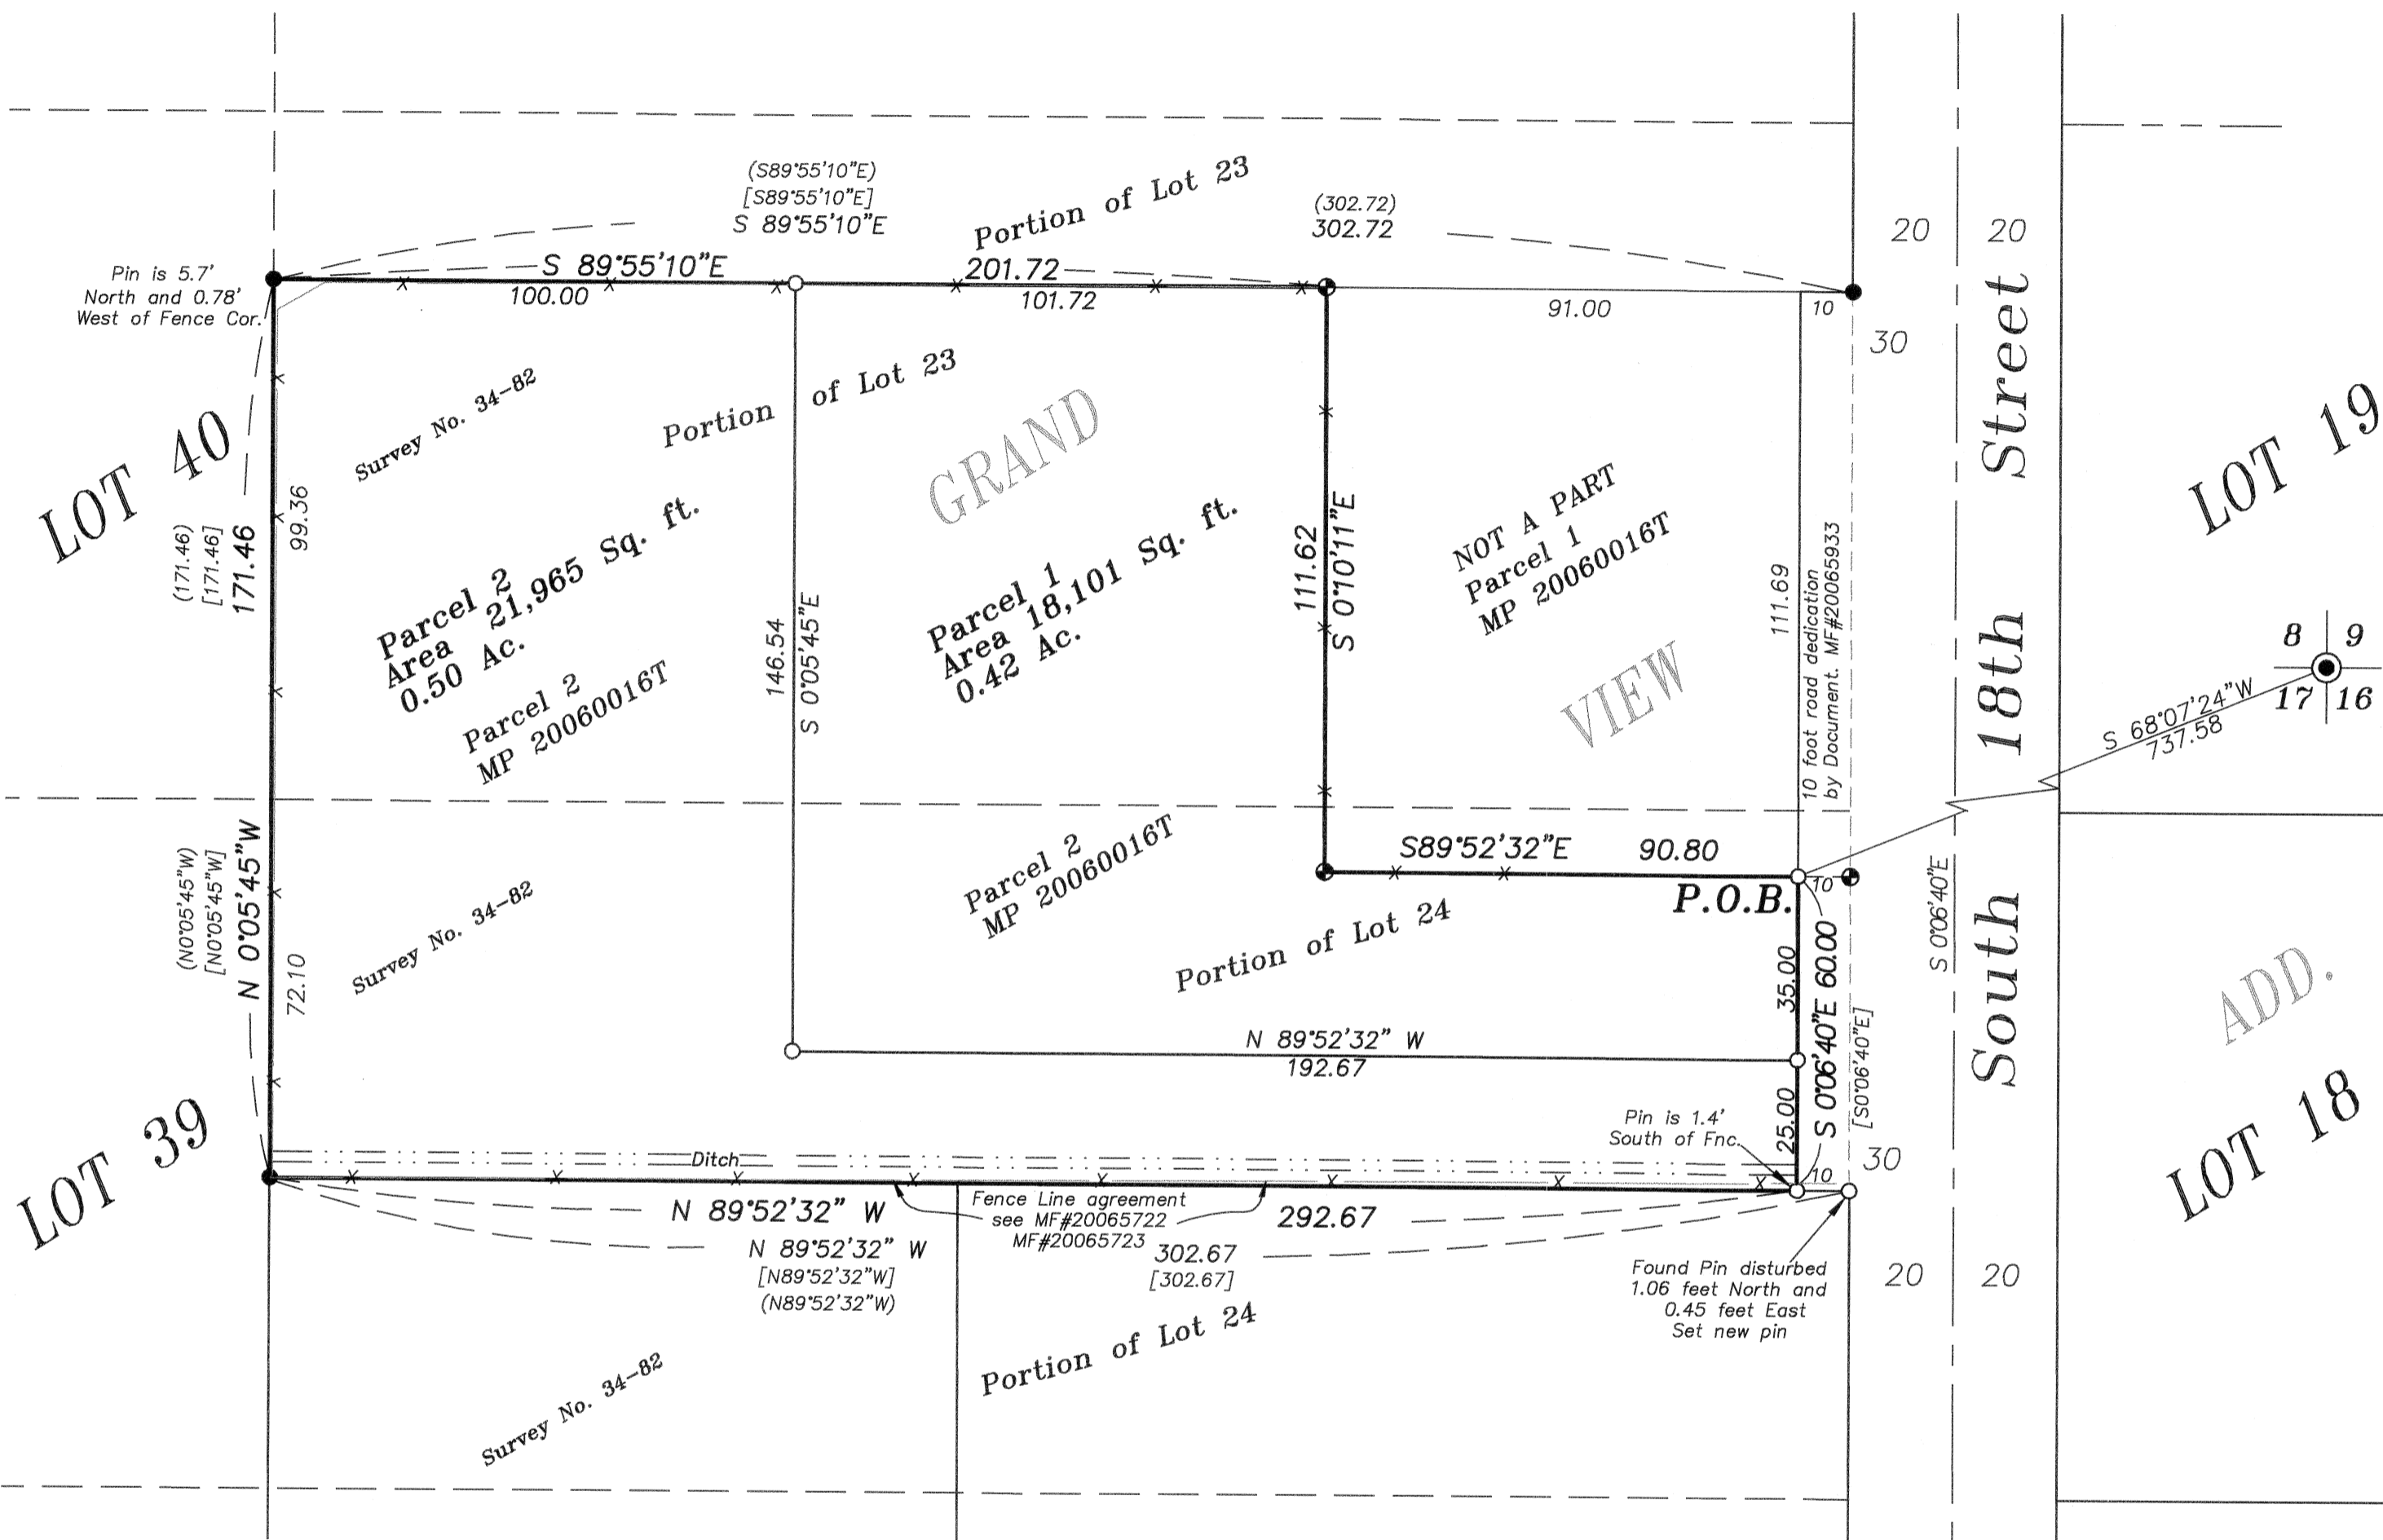 (S89°55'10"E)
[S89°55'10"E]
S 89°55'10"E
Portion of Lot 23
(302.72)
302.72
20
20
Pin is 5.7'
North and 0.78'
West of Fence Cor.
S 89°55'10"E
201.72
100.00
101.72
91.00
10
30
Survey No. 34-82
Portion of Lot 23
GRAND
LOT 40
LOT 19
(171.46)
[171.46]
171.46
99.36
Parcel 2
Area 21,965 Sq. ft.
0.50 Ac.
Parcel 2
MP 20060016T
146.54
S 0°05'45"E
Parcel 1
Area 18,101 Sq. ft.
0.42 Ac.
111.62
S 0°10'11"E
NOT A PART
Parcel 1
MP 20060016T
VIEW
111.69
10 foot road dedication
by Document. MF#20065933
South 18th Street
8
9
17
16
S 68°07'24"W
737.58
(N0°05'45"W)
[N0°05'45"W]
N 0°05'45"W
72.10
Survey No. 34-82
Parcel 2
MP 20060016T
S89°52'32"E
90.80
P.O.B.
10
Portion of Lot 24
35.00
S 0°06'40"E 60.00
[S0°06'40"E]
S 0°06'40"E
ADD.
N 89°52'32" W
192.67
25.00
Pin is 1.4'
South of Fnc.
LOT 39
LOT 18
Ditch
10
30
N 89°52'32" W
Fence Line agreement
see MF#20065722
MF#20065723
292.67
N 89°52'32" W
[N89°52'32"W]
(N89°52'32"W)
302.67
[302.67]
Found Pin disturbed
1.06 feet North and
0.45 feet East
Set new pin
20
20
Portion of Lot 24
Survey No. 34-82